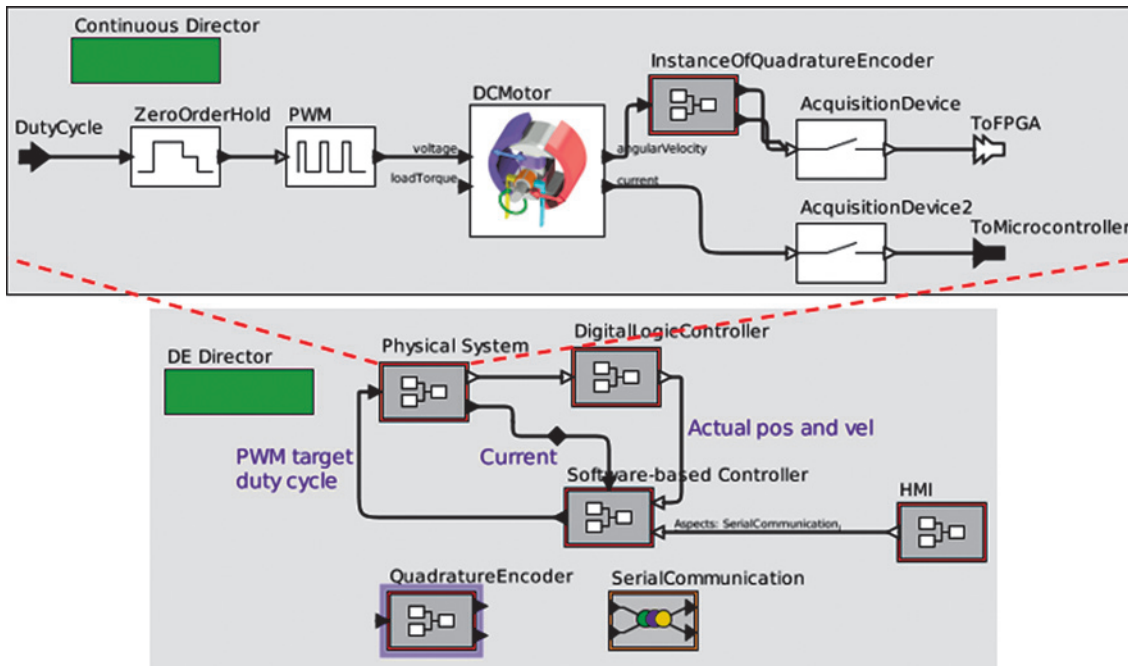 Continuous Director
InstanceOfQuadratureEncoder
DutyCycle
ZeroOrderHold
PWM
DCMotor
AcquisitionDevice
ToFPGA
voltage
angularVelocity
loadTorque
current
AcquisitionDevice2
ToMicrocontroller
DigitalLogicController
Physical System
DE Director
Actual pos and vel
PWM target
duty cycle
Current
Software-based Controller
HMI
Aspects: SerialCommunication,
QuadratureEncoder
SerialCommunication